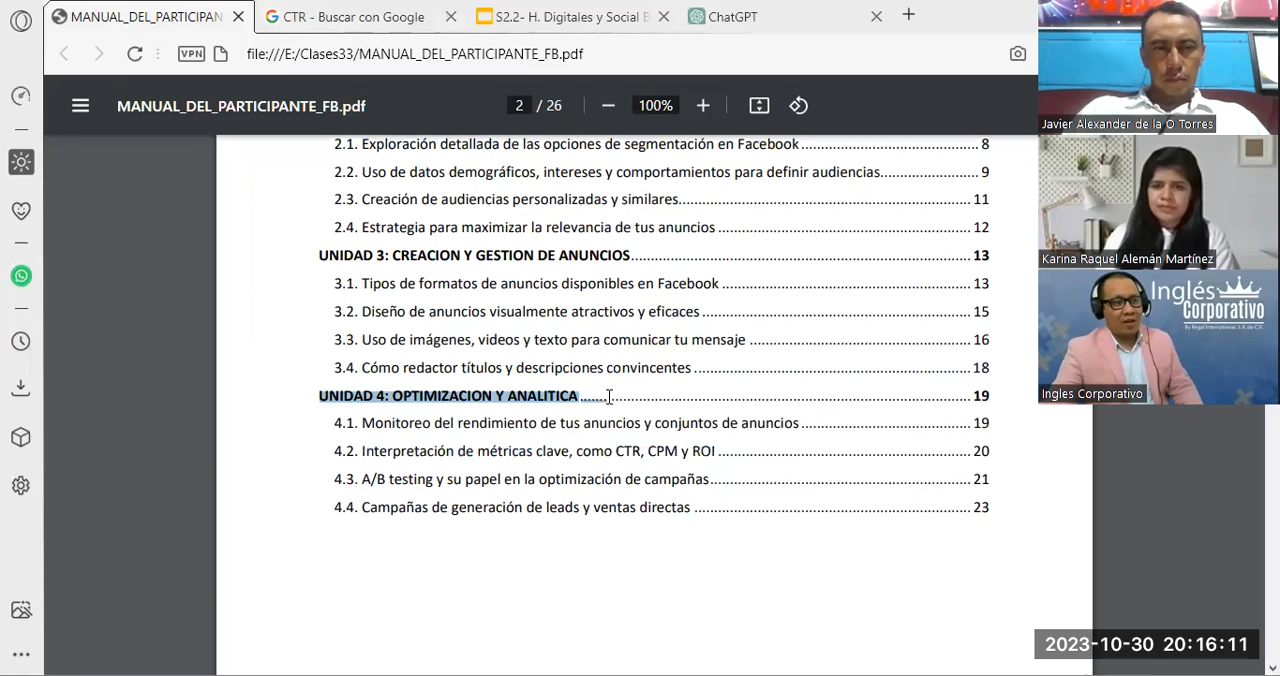 MANUAL_DEL_PARTICIPAN
CTR - Buscar con Google
S2.2- H. Digitales y Social B
ChatGPT
VPN
file:///E:/Clases33/MANUAL_DEL_PARTICIPANTE_FB.pdf
MANUAL_DEL_PARTICIPANTE_FB.pdf
2 / 26
100%
2.1. Exploración detallada de las opciones de segmentación en Facebook 8
2.2. Uso de datos demográficos, intereses y comportamientos para definir audiencias 9
2.3. Creación de audiencias personalizadas y similares 11
2.4. Estrategia para maximizar la relevancia de tus anuncios 12
UNIDAD 3: CREACION Y GESTION DE ANUNCIOS 13
3.1. Tipos de formatos de anuncios disponibles en Facebook 13
3.2. Diseño de anuncios visualmente atractivos y eficaces 15
3.3. Uso de imágenes, videos y texto para comunicar tu mensaje 16
3.4. Cómo redactor títulos y descripciones convincentes 18
UNIDAD 4: OPTIMIZACION Y ANALITICA 19
4.1. Monitoreo del rendimiento de tus anuncios y conjuntos de anuncios 19
4.2. Interpretación de métricas clave, como CTR, CPM y ROI 20
4.3. A/B testing y su papel en la optimización de campañas 21
4.4. Campañas de generación de leads y ventas directas 23
Javier Alexander de la O Torres
Karina Raquel Alemán Martínez
Inglés
Corporativo
By Regal International, S.A. de C.V.
Ingles Corporativo
2023-10-30 20:16:11